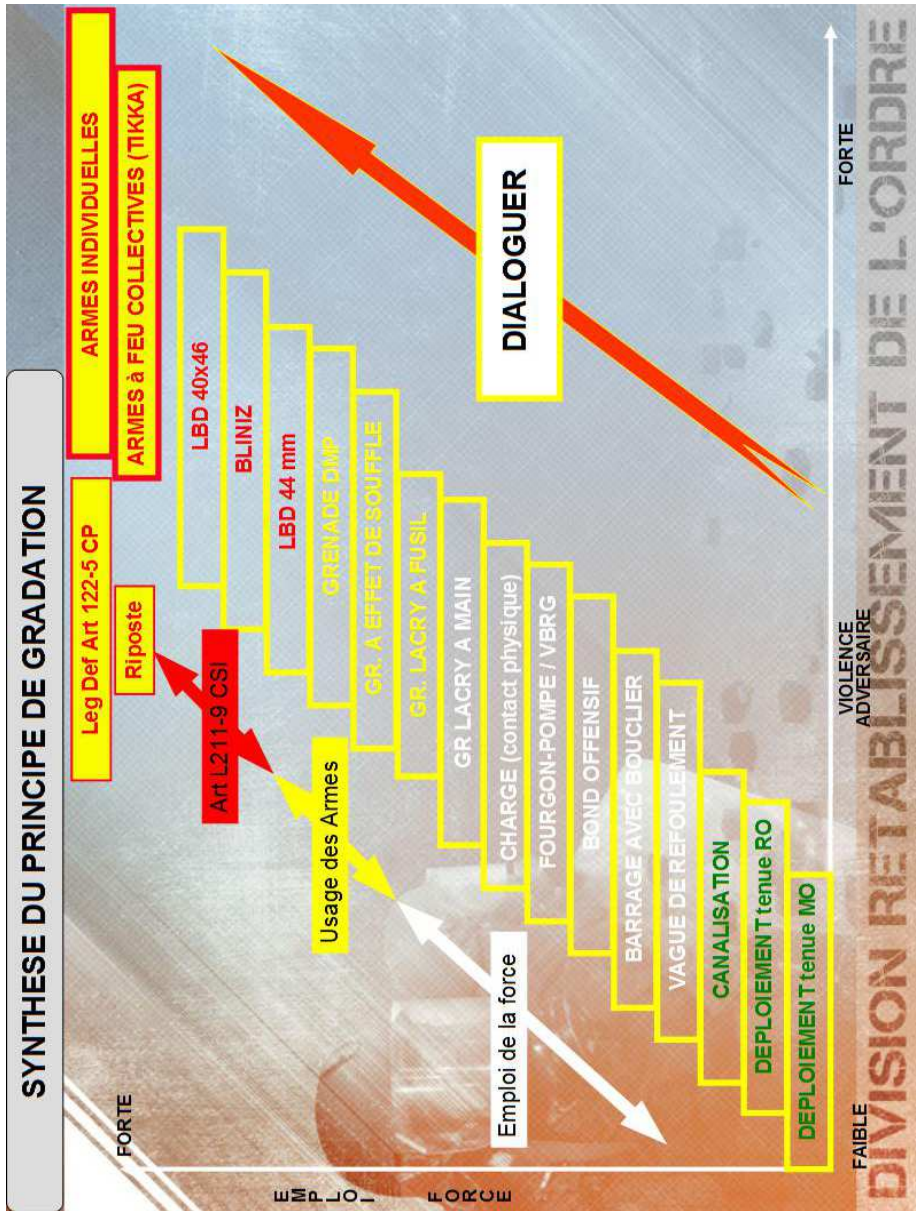 SYNTHESE DU PRINCIPE DE GRADATION
FORTE
EMPLOI FORCE
Leg Def Art 122-5 CP
ARMES INDIVIDUELLES
Riposte
ARMES à FEU COLLECTIVES (TIKKA)
Art L211-9 CSI
Usage des Armes
Emploi de la force
LBD 40x46
BLINIZ
LBD 44 mm
GRENADE DMP
GR. A EFFET DE SOUFFLE
GR. LACRY A FUSIL
GR LACRY A MAIN
CHARGE (contact physique)
FOURGON-POMPE / VBRG
BOND OFFENSIF
BARRAGE AVEC BOUCLIER
VAGUE DE REFOULEMENT
CANALISATION
DEPLOIEMENT tenue RO
DEPLOIEMENT tenue MO
DIALOGUER
FAIBLE
VIOLENCE
ADVERSAIRE
FORTE
DIVISION RETABLISSEMENT DE L'ORDRE